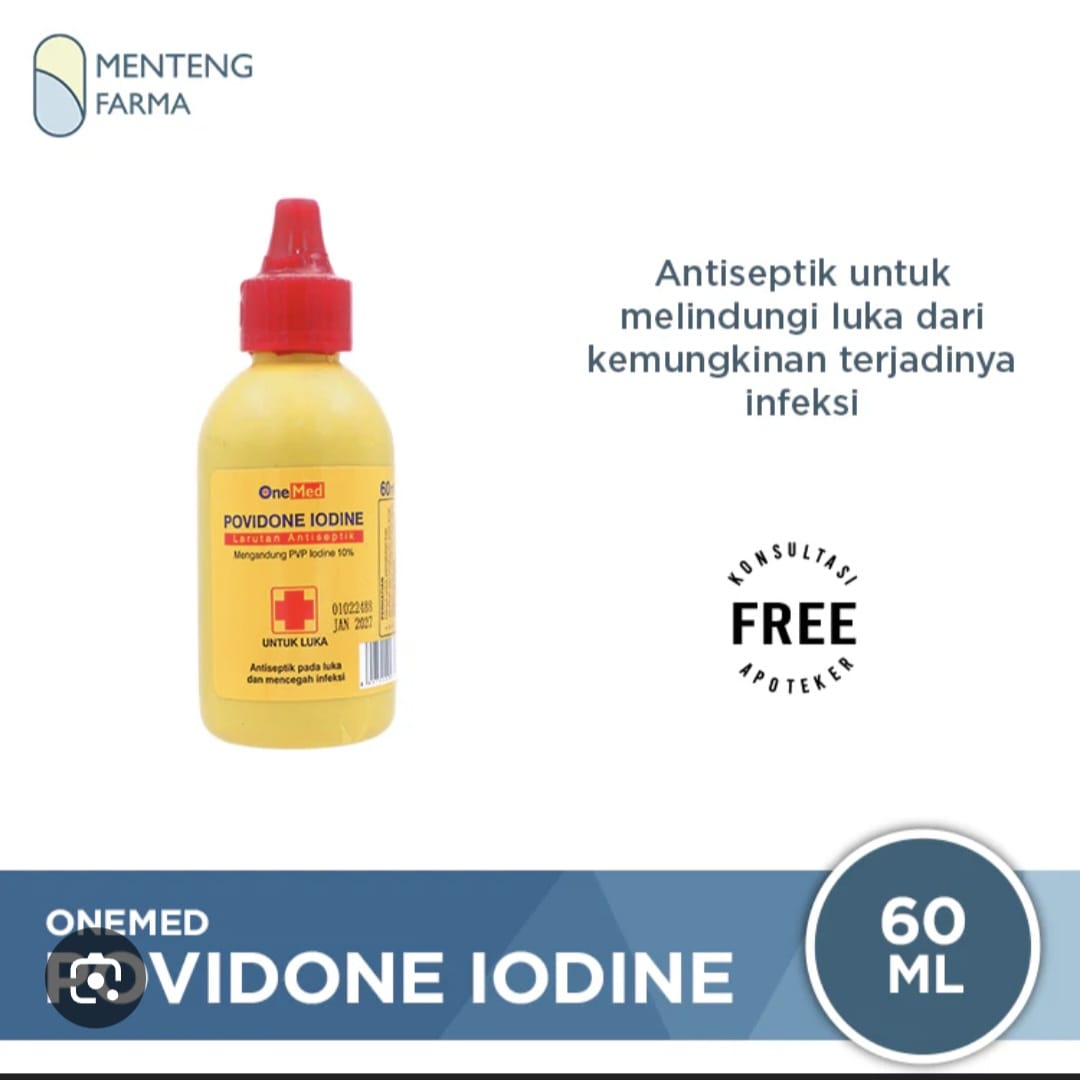 MENTENG
FARMA
Antiseptik untuk
melindungi luka dari
kemungkinan terjadinya
infeksi
OneMed
60m
POVIDONE IODINE
Larutan Antiseptik
Mengandung PVP Iodine 10%
01022488
JAN 2027
UNTUK LUKA
Antiseptik pada luka
dan mencegah infeksi
KONSULTASI
FREE
APOTEKER
ONEMED
POVIDONE IODINE
60
ML